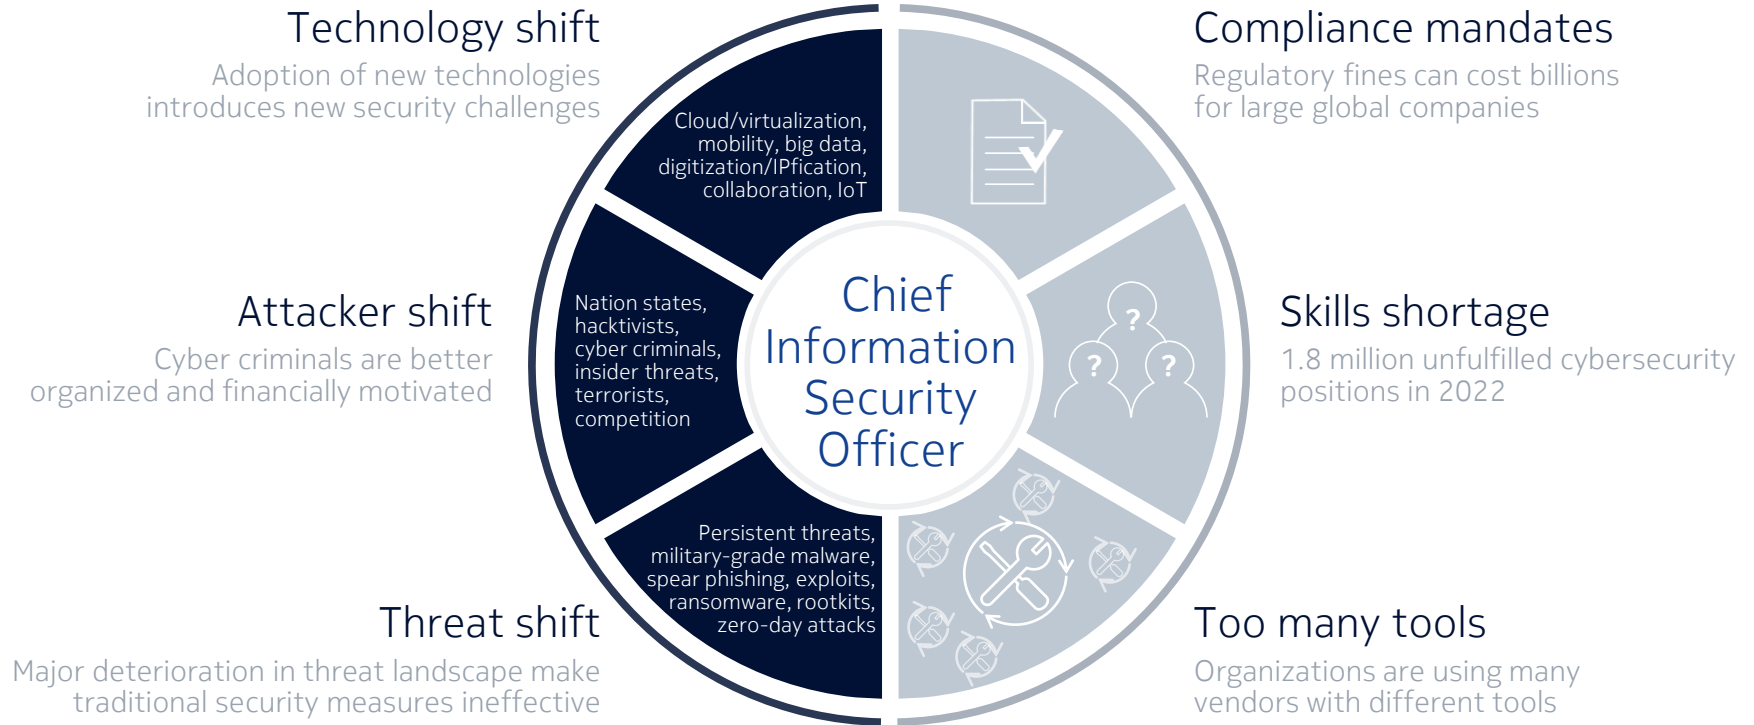 Technology shift
Adoption of new technologies
introduces new security challenges
Cloud/virtualization,
mobility, big data,
digitization/IPfication,
collaboration, IoT
Attacker shift
Cyber criminals are better
organized and financially motivated
Nation states,
hacktivists,
cyber criminals,
insider threats,
terrorists,
competition
Threat shift
Major deterioration in threat landscape make
traditional security measures ineffective
Persistent threats,
military-grade malware,
spear phishing, exploits,
ransomware, rootkits,
zero-day attacks
Chief
Information
Security
Officer
Compliance mandates
Regulatory fines can cost billions
for large global companies
Skills shortage
1.8 million unfulfilled cybersecurity
positions in 2022
?
? ?
Too many tools
Organizations are using many
vendors with different tools